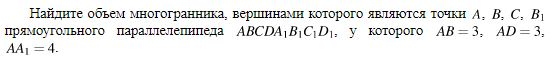 Найдите объем многогранника, вершинами которого являются точки A, B, C, B₁
прямоугольного параллелепипеда ABCDA₁B₁C₁D₁, у которого AB = 3, AD = 3,
AA₁ = 4.